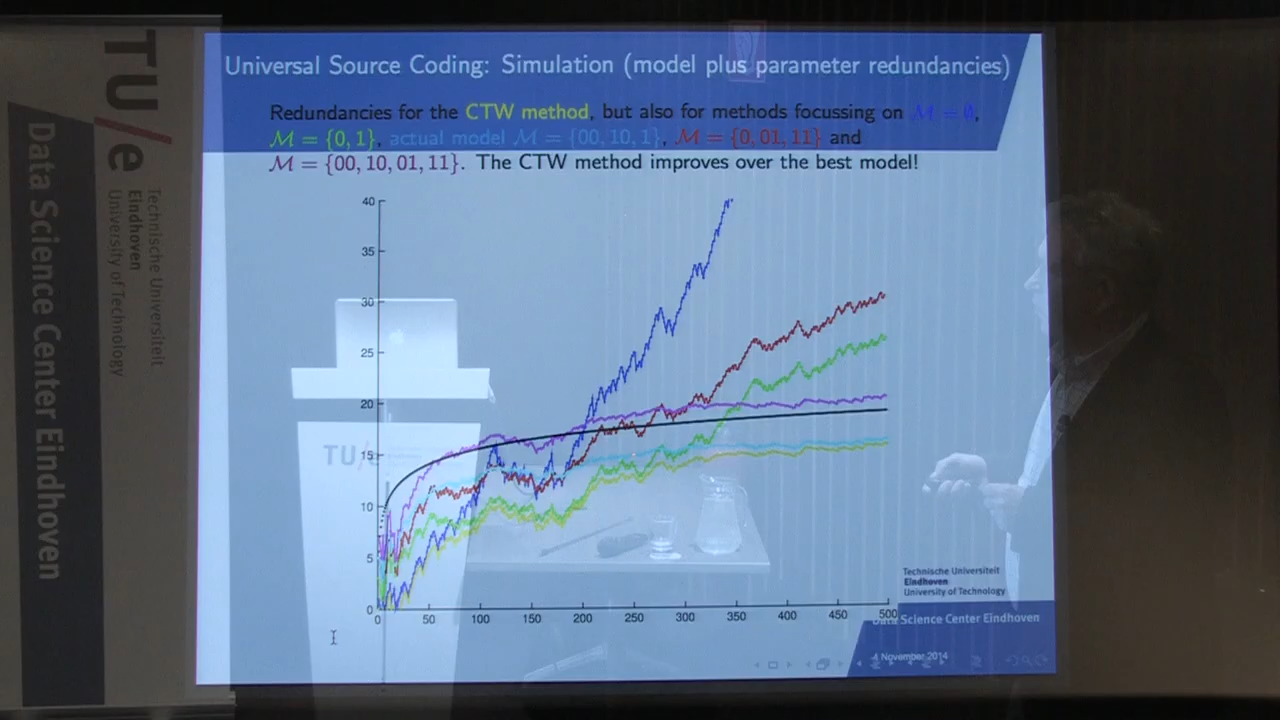 Universal Source Coding: Simulation (model plus parameter redundancies)
Redundancies for the CTW method, but also for methods focussing on ℳ = ∅,
ℳ = {0, 1}, actual model ℳ = {00, 10, 1}, ℳ = {0, 01, 11} and
ℳ = {00, 10, 01, 11}. The CTW method improves over the best model!
40
35
30
25
20
15
10
5
0
0 50 100 150 200 250 300 350 400 450 500
Technische Universiteit
Eindhoven
University of Technology
Data Science Center Eindhoven
4 November 2014
TU/e
Technische Universiteit
Eindhoven
University of Technology
Data Science Center Eindhoven
TU/e